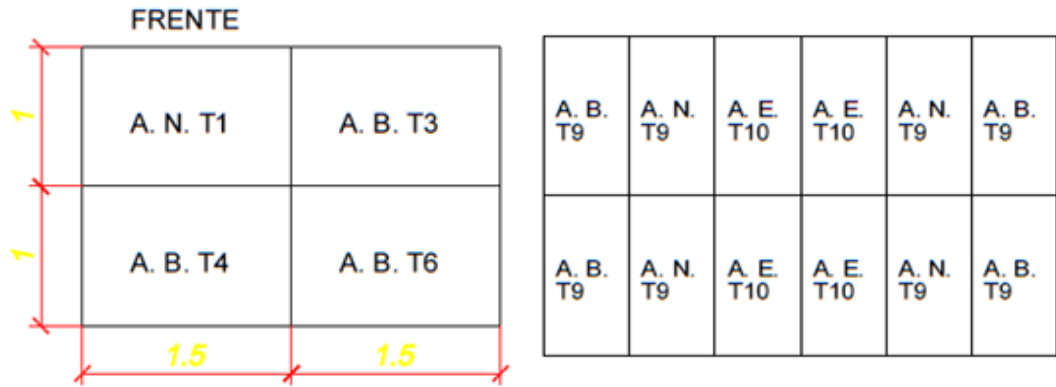 FRENTE
1
A. N. T1
A. B. T3
1
A. B. T4
A. B. T6
1.5
1.5
A. B.
T9
A. N.
T9
A. E.
T10
A. E.
T10
A. N.
T9
A. B.
T9
A. B.
T9
A. N.
T9
A. E.
T10
A. E.
T10
A. N.
T9
A. B.
T9